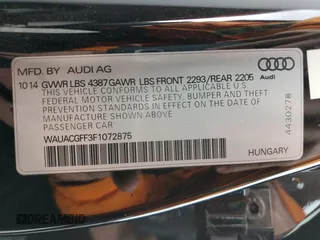 MFD. BY AUDI AG
10 14 GVWR LBS 4387 GAWR LBS FRONT 2293/REAR 2205
THIS VEHICLE CONFORMS TO ALL APPLICABLE U.S.
FEDERAL MOTOR VEHICLE SAFETY, BUMPER AND THEFT
PREVENTION STANDARDS IN EFFECT ON THE DATE OF
MANUFACTURE SHOWN ABOVE
PASSENGER CAR
WAUACGFF3F1072875
HUNGARY
Audi
4430278
DREAMBID